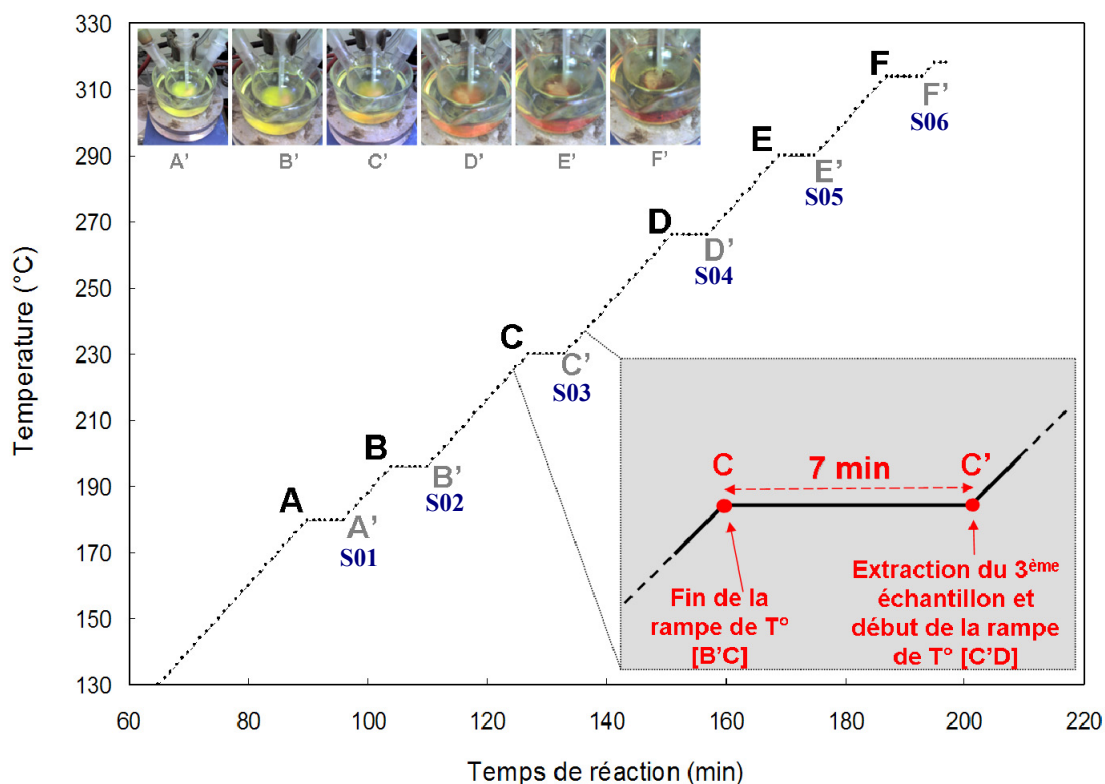 330
310
290
270
250
230
210
190
170
150
130
Temperature (°C)
A’
B’
C’
D’
E’
F’
F
F’
S06
E
E’
S05
D
D’
S04
C
C’
S03
B
B’
S02
A
A’
S01
C
7 min
C’
Fin de la
rampe de T°
[B’C]
Extraction du 3ème
échantillon et
début de la rampe
de T° [C’D]
60
80
100
120
140
160
180
200
220
Temps de réaction (min)